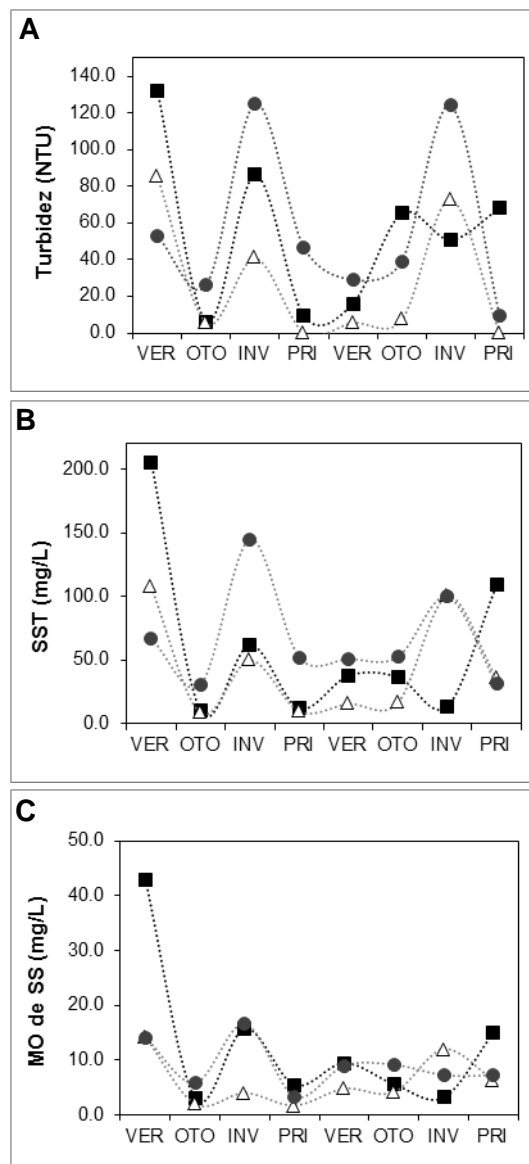 A
140.0
120.0
100.0
80.0
60.0
40.0
20.0
0.0
Turbidez (NTU)
VER OTO INV PRI VER OTO INV PRI
B
200.0
150.0
100.0
50.0
0.0
SST (mg/L)
VER OTO INV PRI VER OTO INV PRI
C
50.0
40.0
30.0
20.0
10.0
0.0
MO de SS (mg/L)
VER OTO INV PRI VER OTO INV PRI